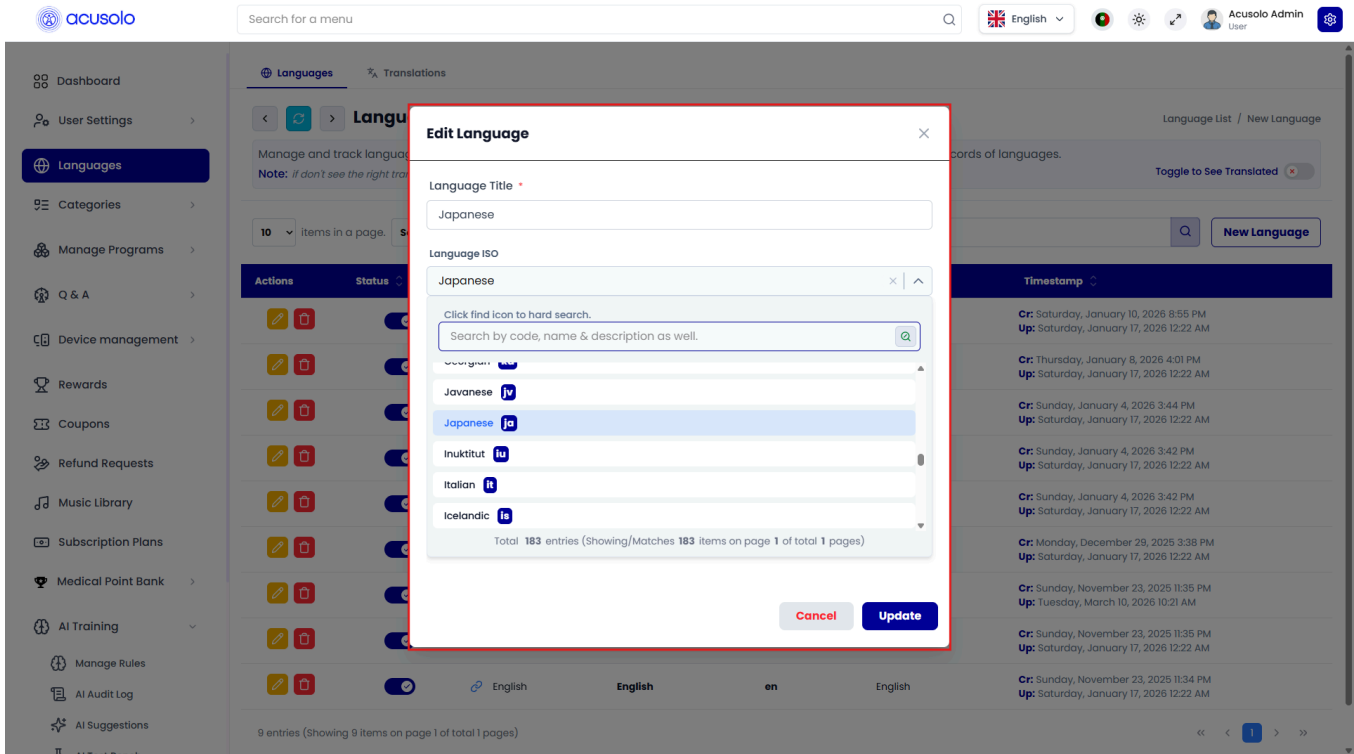 acusolo
Search for a menu
English
Acusolo Admin
User
Dashboard
User Settings
Languages
Categories
Manage Programs
Q & A
Device management
Rewards
Coupons
Refund Requests
Music Library
Subscription Plans
Medical Point Bank
AI Training
Manage Rules
AI Audit Log
AI Suggestions
Languages
Translations
Langu
Language List / New Language
Manage and track languag
cords of languages.
Note: if don't see the right tran
Toggle to See Translated
10 items in a page.
New Language
Actions Status Timestamp
Cr: Saturday, January 10, 2026 8:55 PM
Up: Saturday, January 17, 2026 12:22 AM
Cr: Thursday, January 8, 2026 4:01 PM
Up: Saturday, January 17, 2026 12:22 AM
Cr: Sunday, January 4, 2026 3:44 PM
Up: Saturday, January 17, 2026 12:22 AM
Cr: Sunday, January 4, 2026 3:42 PM
Up: Saturday, January 17, 2026 12:22 AM
Cr: Sunday, January 4, 2026 3:42 PM
Up: Saturday, January 17, 2026 12:22 AM
Cr: Monday, December 29, 2025 3:38 PM
Up: Saturday, January 17, 2026 12:22 AM
Cr: Sunday, November 23, 2025 11:35 PM
Up: Tuesday, March 10, 2026 10:21 AM
Cr: Sunday, November 23, 2025 11:35 PM
Up: Saturday, January 17, 2026 12:22 AM
English English en English
Cr: Sunday, November 23, 2025 11:34 PM
Up: Saturday, January 17, 2026 12:22 AM
9 entries (Showing 9 items on page 1 of total 1 pages)
« < 1 > »
Edit Language
Language Title *
Japanese
Language ISO
Japanese
Click find icon to hard search.
Search by code, name & description as well.
Javanese jv
Japanese ja
Inuktitut iu
Italian it
Icelandic is
Total 183 entries (Showing/Matches 183 items on page 1 of total 1 pages)
Cancel
Update